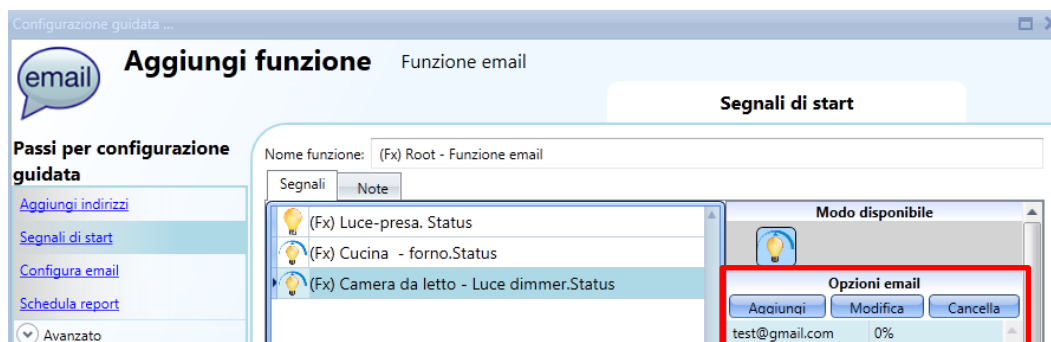 Configurazione guidata ...
email
Aggiungi funzione Funzione email
Segnali di start
Passi per configurazione guidata
Aggiungi indirizzi
Segnali di start
Configura email
Schedula report
Avanzato
Nome funzione: (Fx) Root - Funzione email
Segnali Note
(Fx) Luce-presa. Status
(Fx) Cucina - forno.Status
(Fx) Camera da letto - Luce dimmer.Status
Modo disponibile
Opzioni email
Aggiungi Modifica Cancella
test@gmail.com 0%